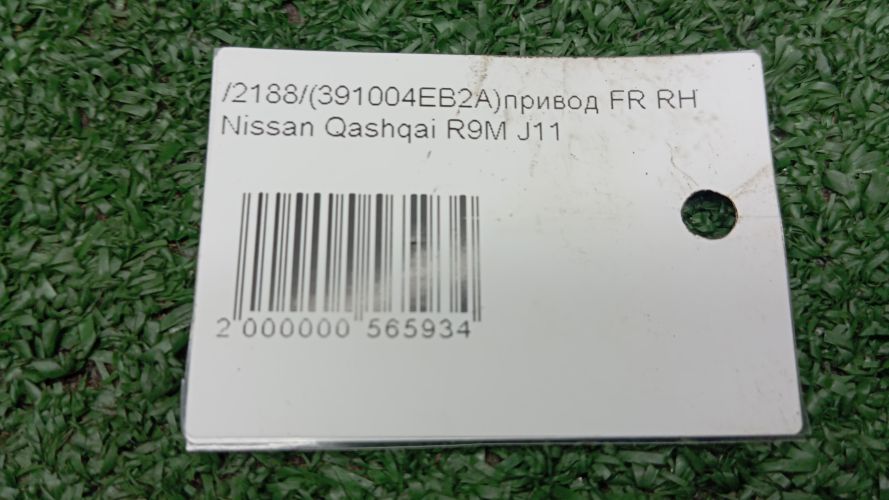 /2188/(391004EB2A)привод FR RH
Nissan Qashqai R9M J11
2 000000 565934